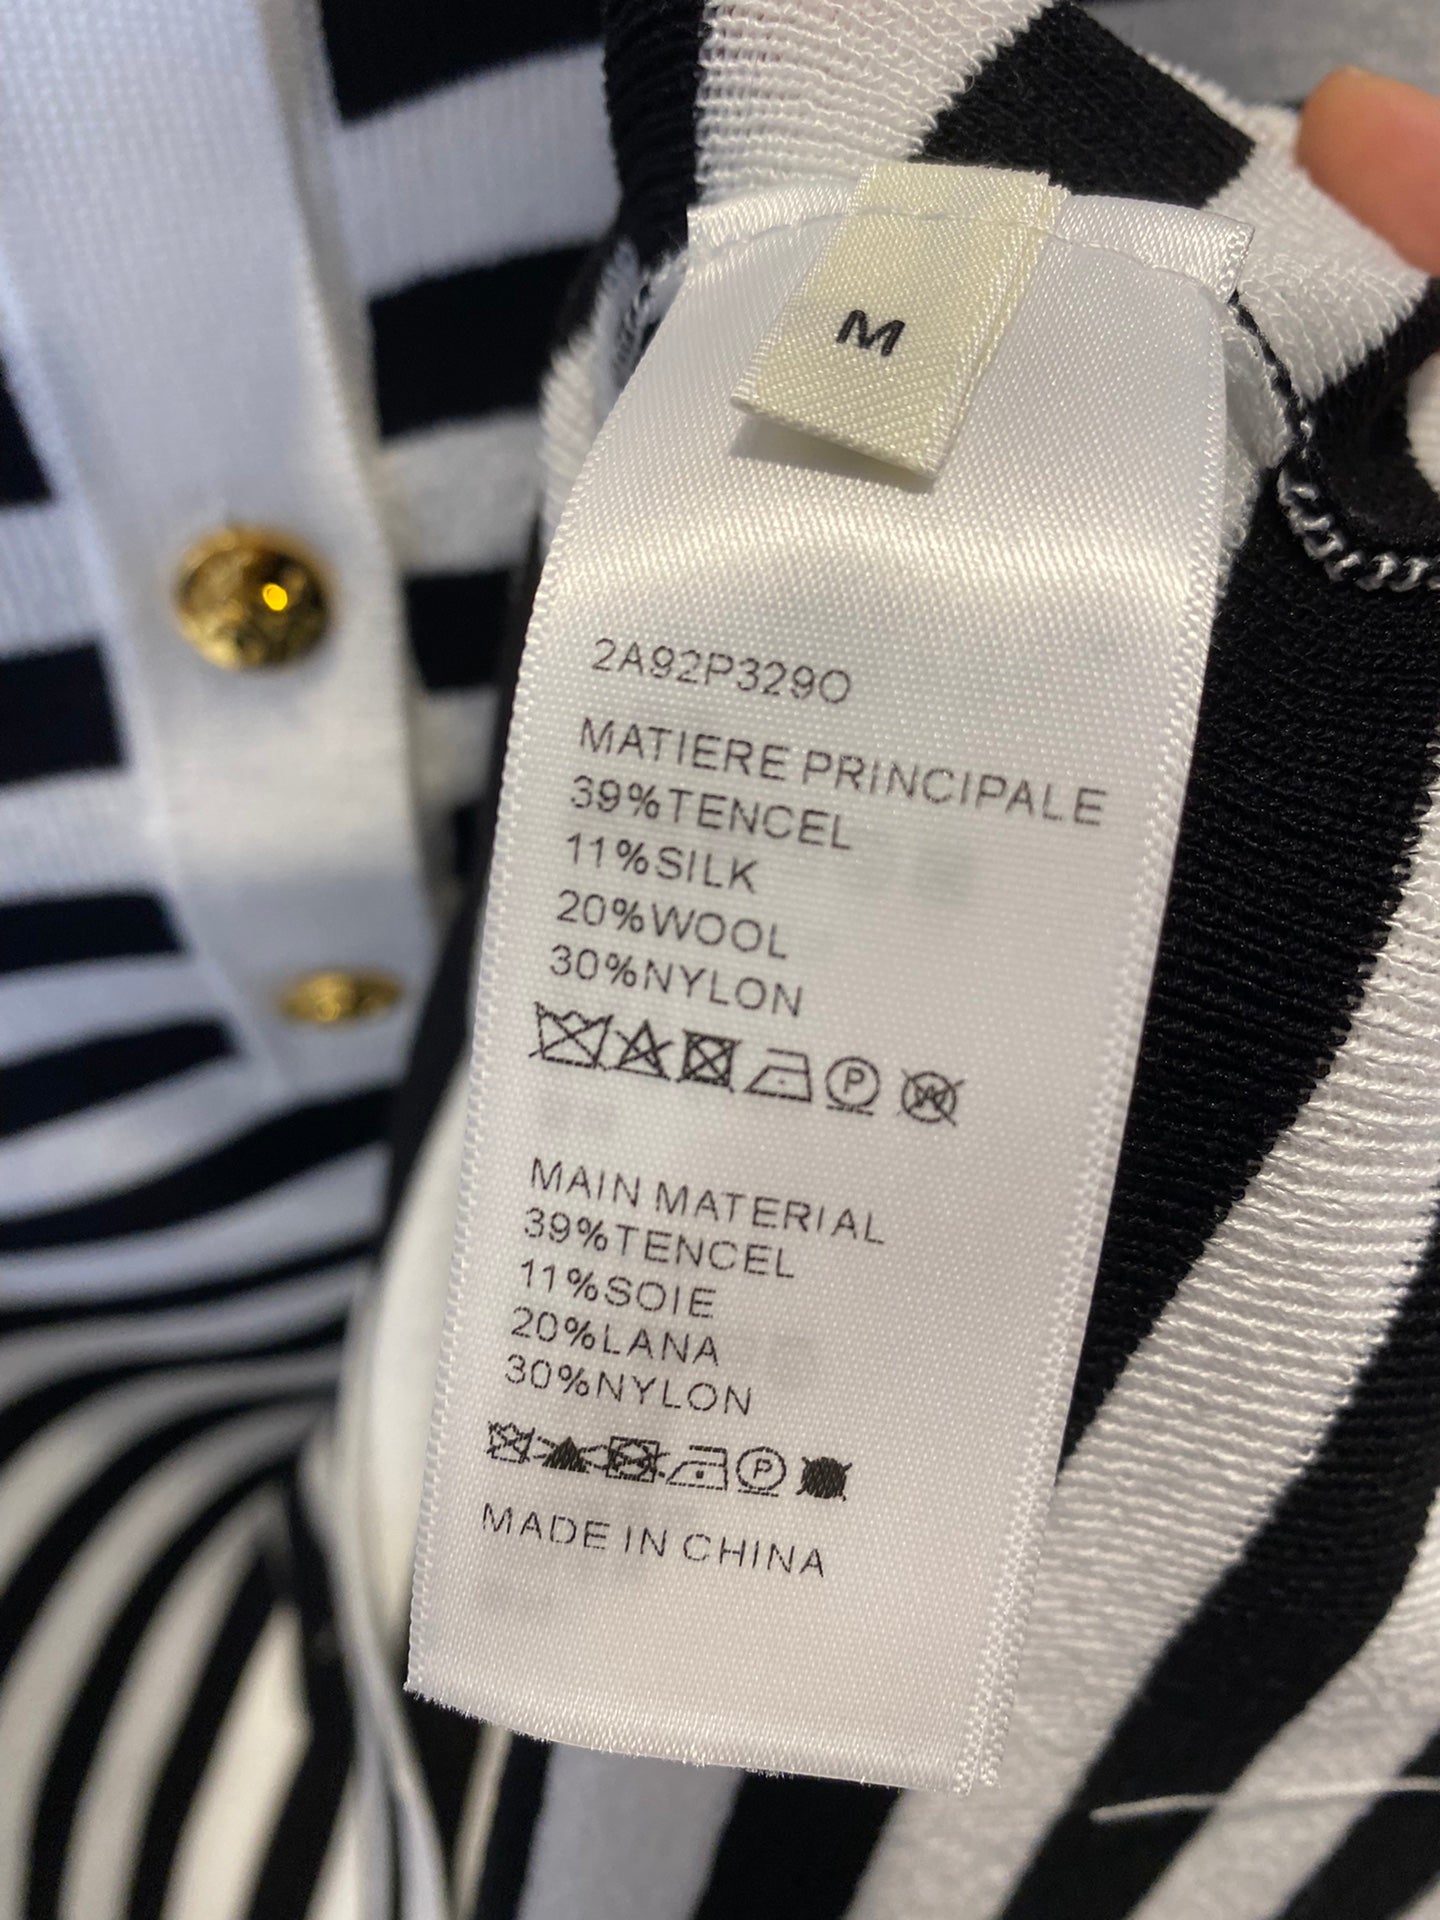 M
2A92P329O
MATIERE PRINCIPALE
39%TENCEL
11%SILK
20%WOOL
30%NYLON
P W
MAIN MATERIAL
39%TENCEL
11%SOIE
20%LANA
30%NYLON
P
MADE IN CHINA